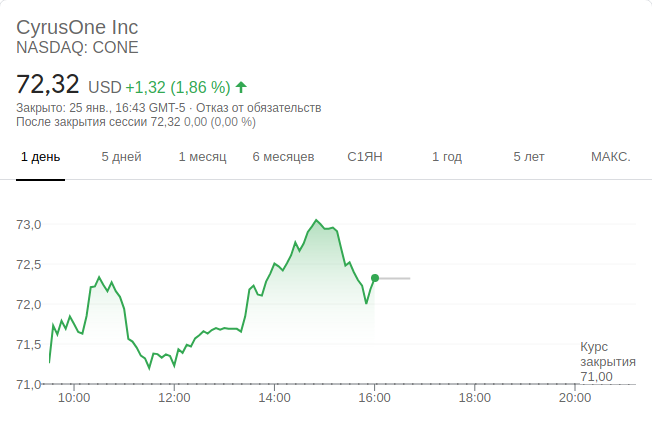 CyrusOne Inc
NASDAQ: CONE
72,32 USD +1,32 (1,86 %)
Закрыто: 25 янв., 16:43 GMT-5 · Отказ от обязательств
После закрытия сессии 72,32 0,00 (0,00 %)
1 день 5 дней 1 месяц 6 месяцев С1ЯН 1 год 5 лет МАКС.
73,0
72,5
72,0
71,5
Курс
закрытия
71,00
71,0
10:00 12:00 14:00 16:00 18:00 20:00